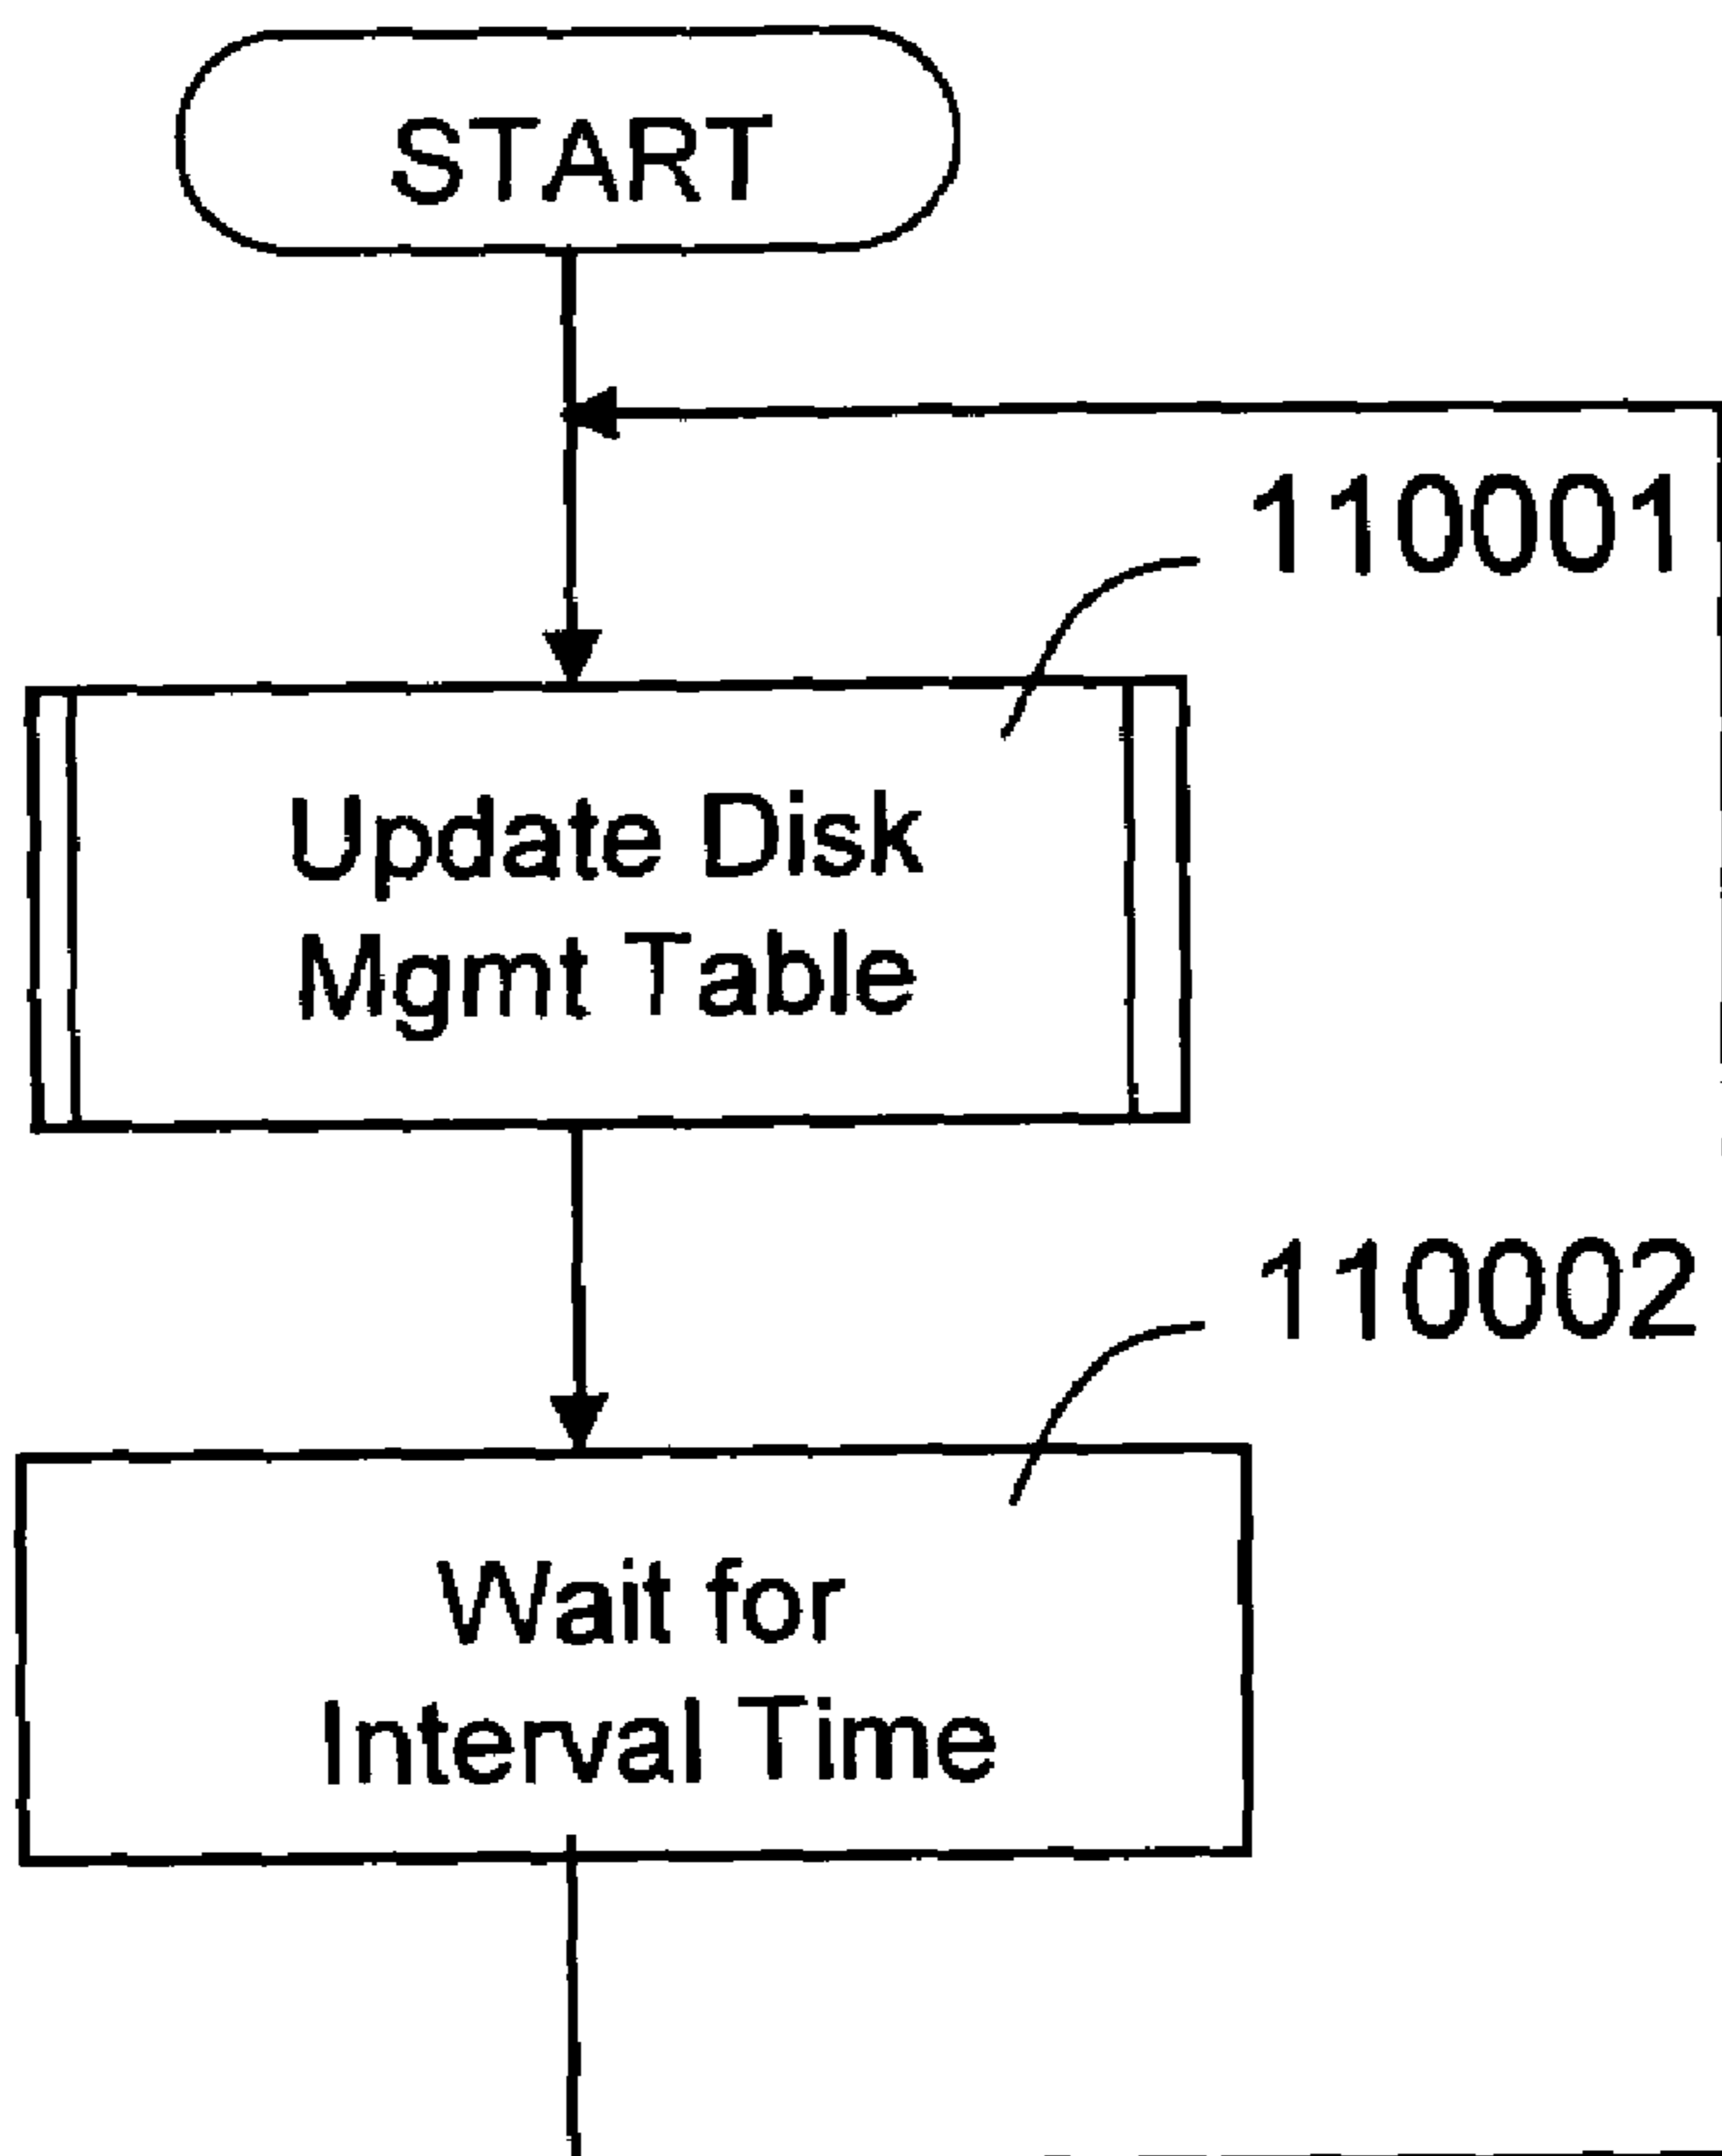 START
110001
Update Disk
Mgmt Table
110002
Wait for
Interval Time